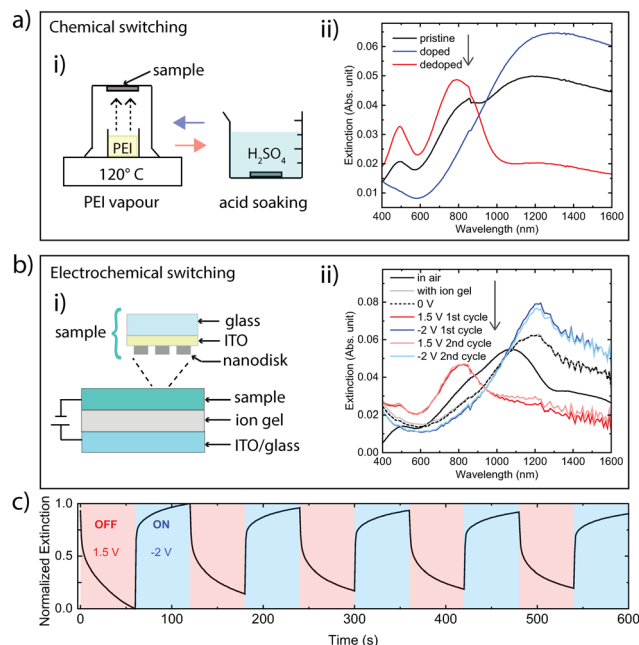 a)
Chemical switching
i)
sample
PEI
120° C
PEI vapour
H₂SO₄
acid soaking
ii)
pristine
doped
dedoped
Extinction (Abs. unit)
0.06
0.05
0.04
0.03
0.02
0.01
400 600 800 1000 1200 1400 1600
Wavelength (nm)
b)
Electrochemical switching
i)
sample
glass
ITO
nanodisk
sample
ion gel
ITO/glass
ii)
in air
with ion gel
0 V
1.5 V 1st cycle
-2 V 1st cycle
1.5 V 2nd cycle
-2 V 2nd cycle
Extinction (Abs. unit)
0.08
0.06
0.04
0.02
0.00
400 600 800 1000 1200 1400 1600
Wavelength (nm)
c)
Normalized Extinction
1.0
0.5
0.0
OFF ON
1.5 V -2 V
0 100 200 300 400 500 600
Time (s)